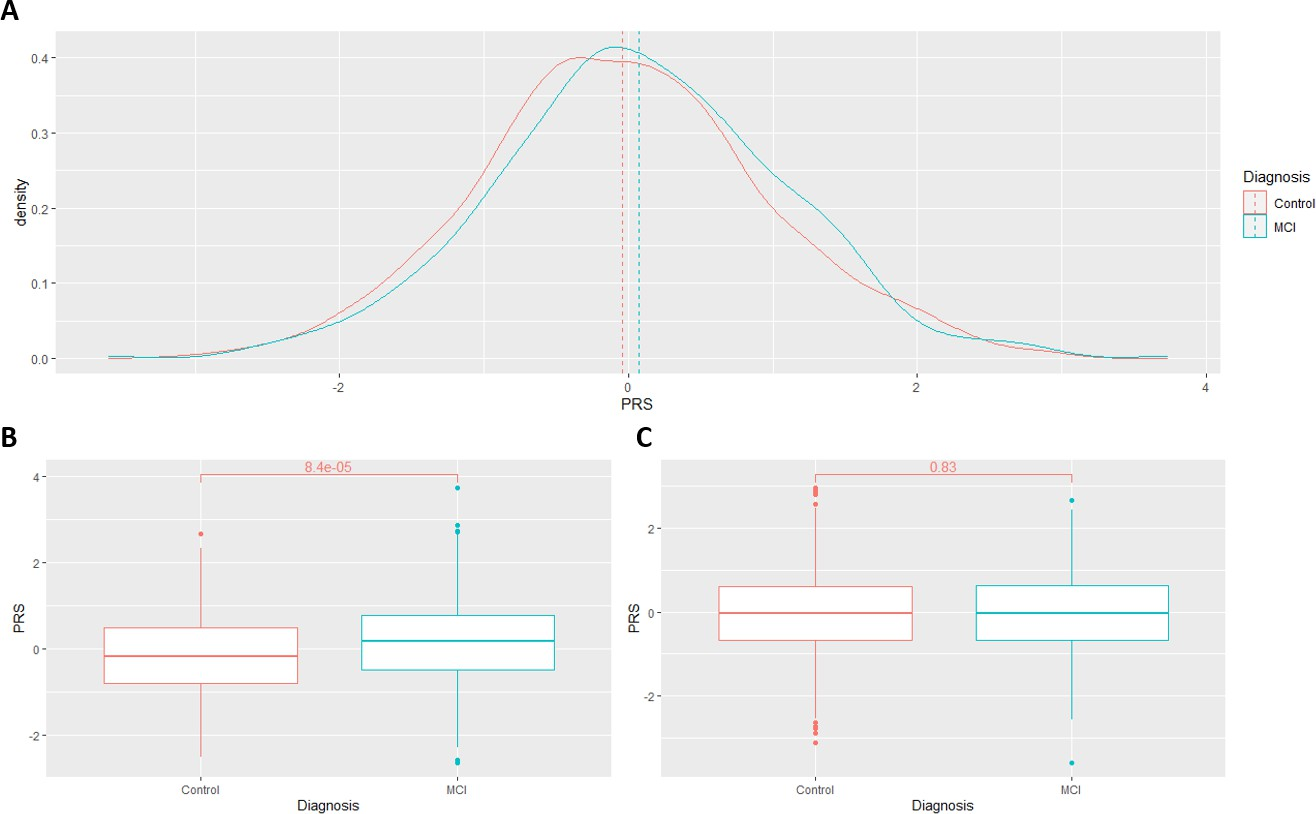 A
0.4
0.3
0.2
0.1
0.0
density
-2
0
2
4
PRS
Diagnosis
Control
MCI
B
8.4e-05
4
2
0
-2
PRS
Control
MCI
Diagnosis
C
0.83
2
0
-2
PRS
Control
MCI
Diagnosis